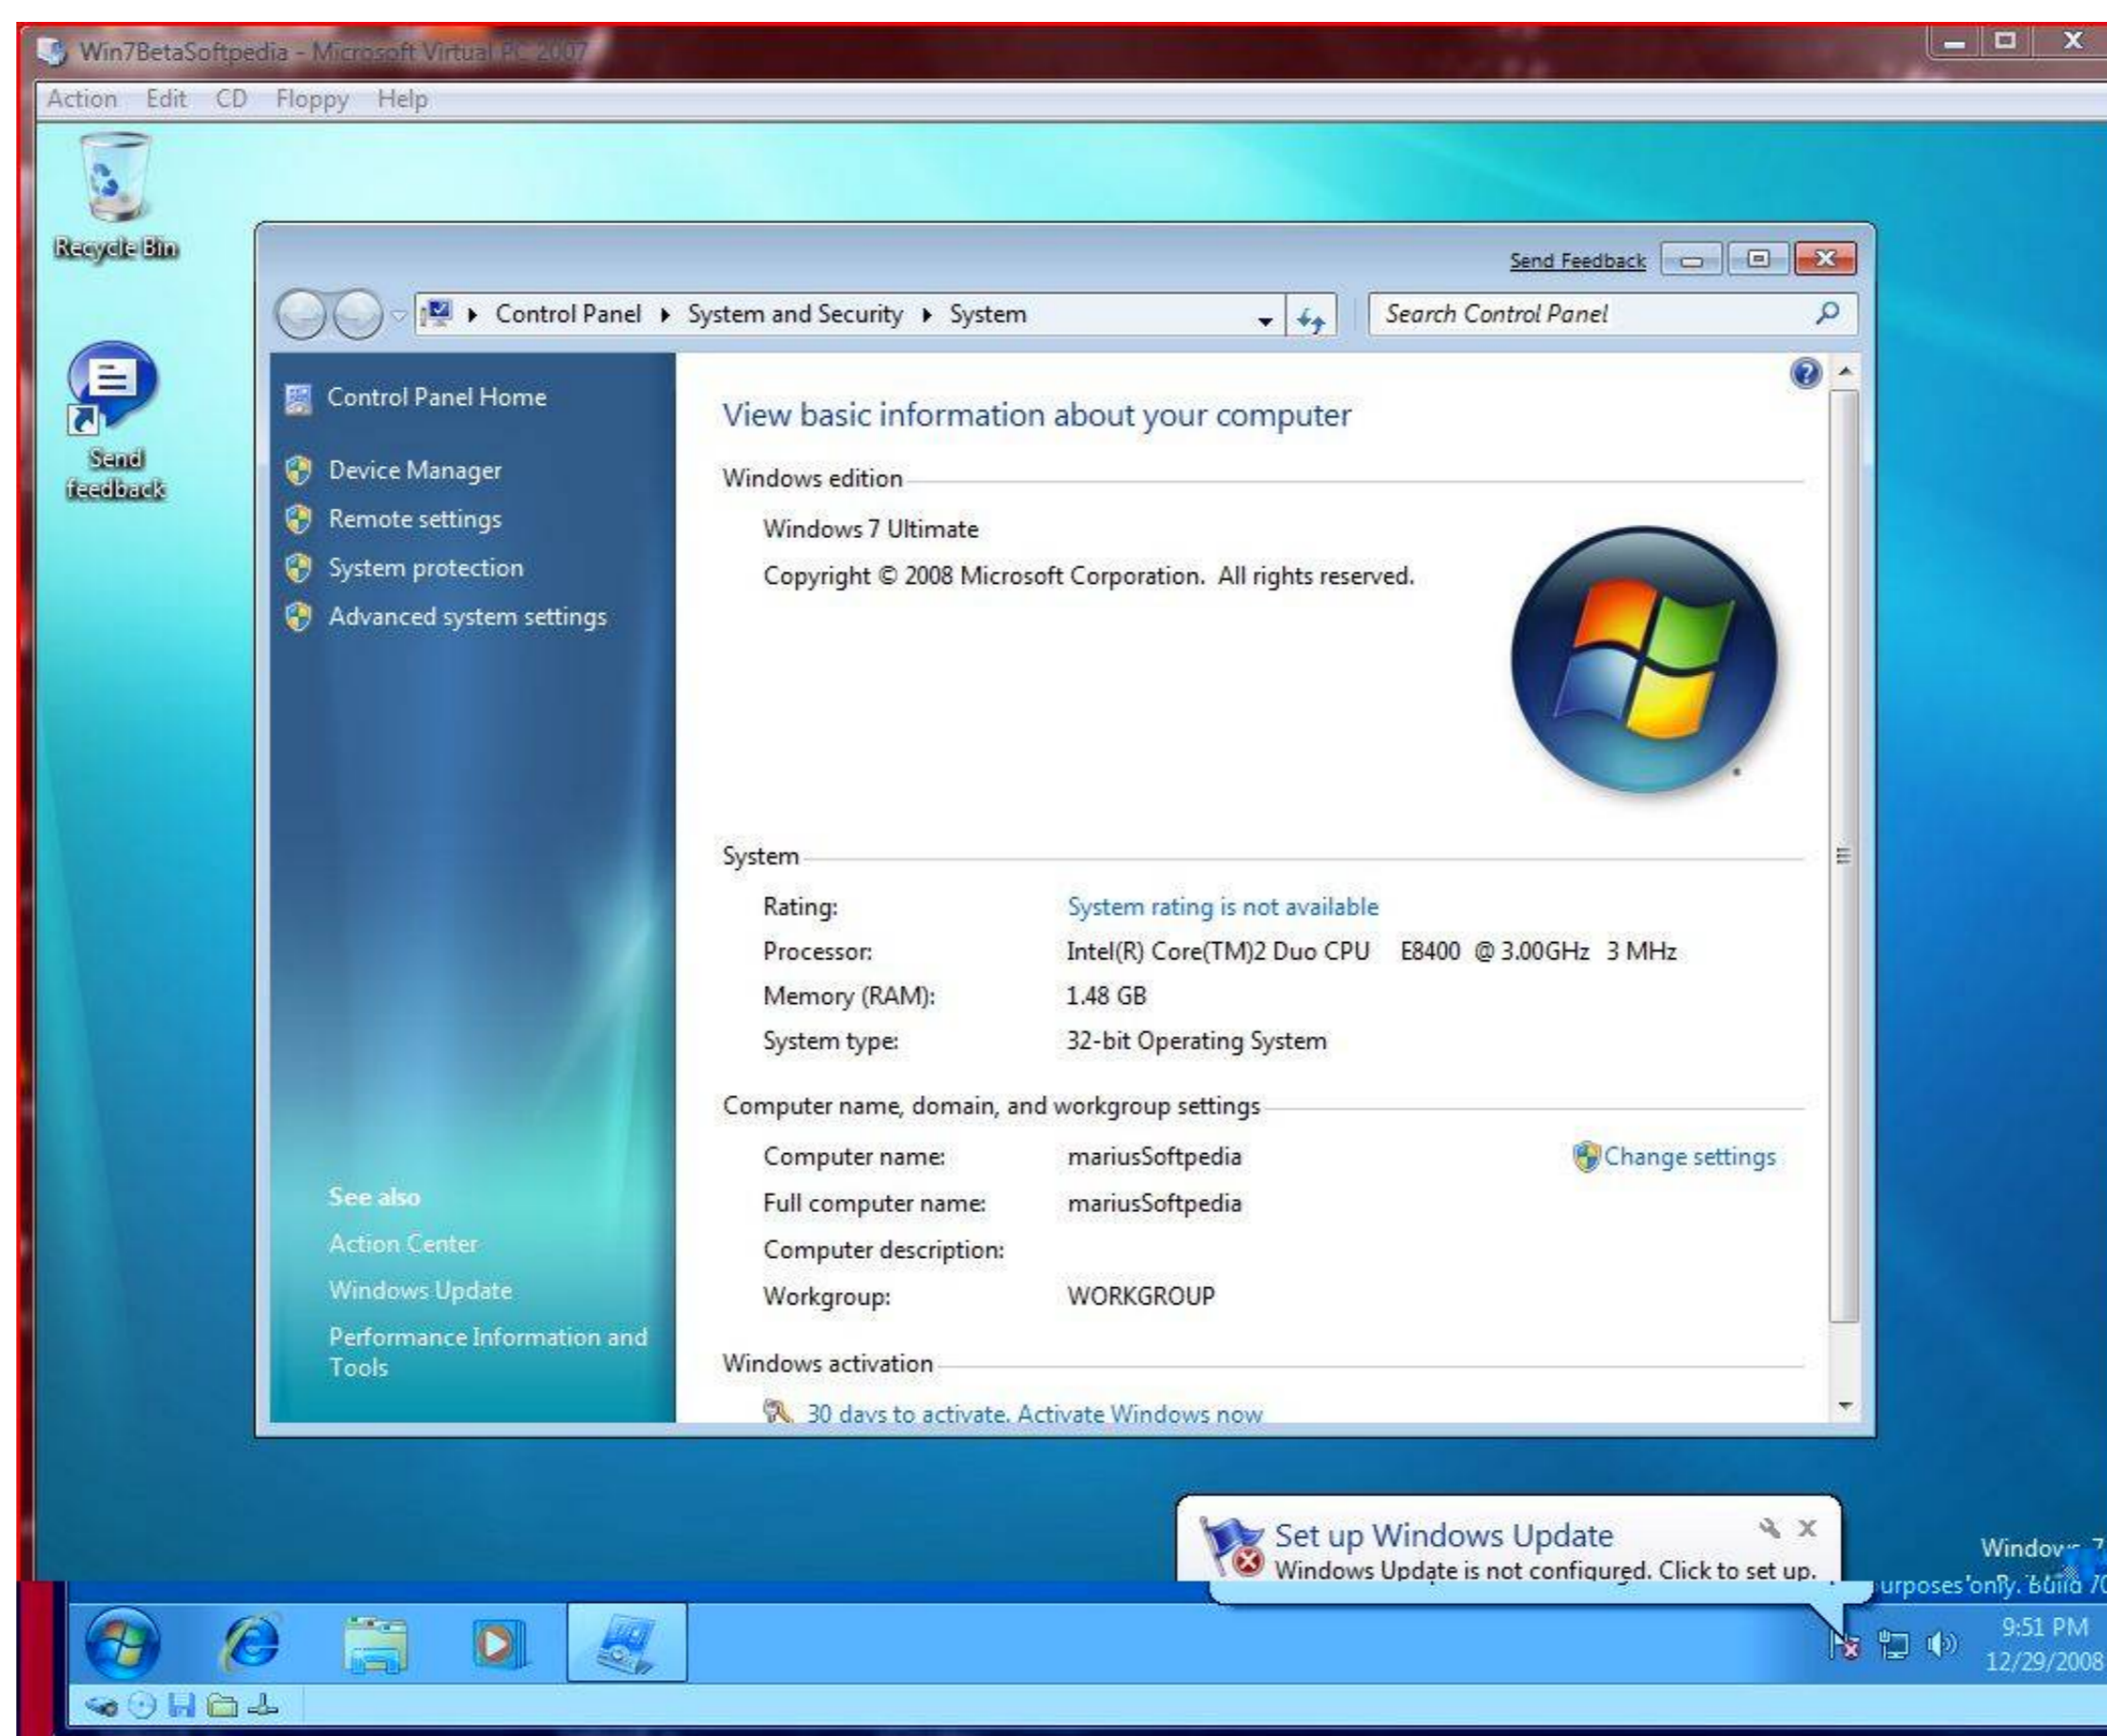 Win7BetaSoftpedia - Microsoft Virtual PC 2007
Action Edit CD Floppy Help
Recycle Bin
Send Feedback
Control Panel System and Security System
Search Control Panel
Send
feedback
Control Panel Home
Device Manager
Remote settings
System protection
Advanced system settings
See also
Action Center
Windows Update
Performance Information and
Tools
View basic information about your computer
Windows edition
Windows 7 Ultimate
Copyright © 2008 Microsoft Corporation. All rights reserved.
System
Rating: System rating is not available
Processor: Intel(R) Core(TM)2 Duo CPU E8400 @ 3.00GHz 3 MHz
Memory (RAM): 1.48 GB
System type: 32-bit Operating System
Computer name, domain, and workgroup settings
Computer name: mariusSoftpedia Change settings
Full computer name: mariusSoftpedia
Computer description:
Workgroup: WORKGROUP
Windows activation
30 days to activate. Activate Windows now
Set up Windows Update
Windows Update is not configured. Click to set up.
Windows 7
urposes only. Build 70
9:51 PM
12/29/2008